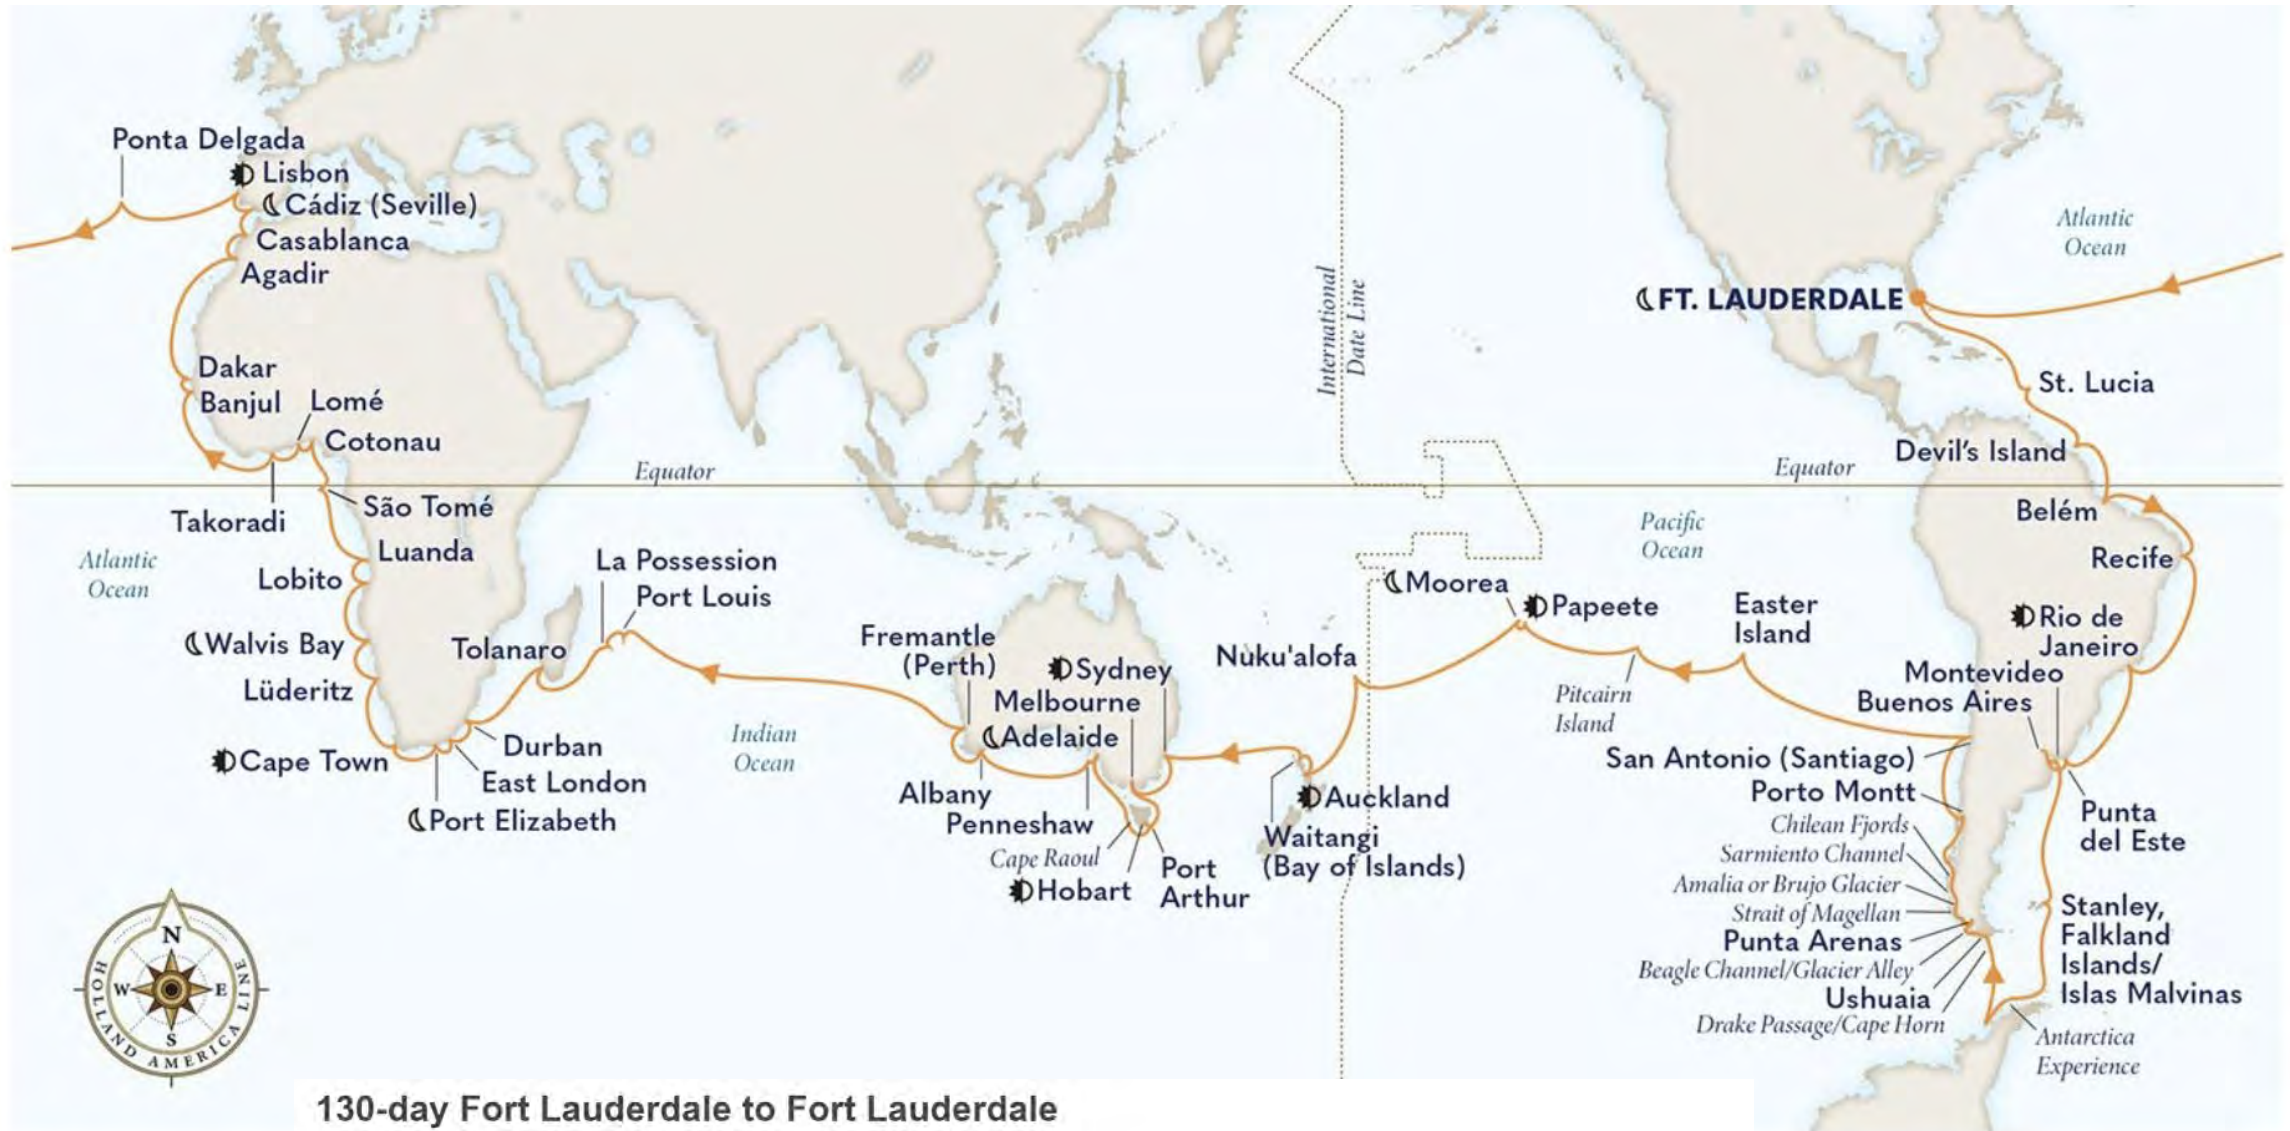 Ponta Delgada
Lisbon
Cádiz (Seville)
Casablanca
Agadir
Dakar
Banjul
Lomé
Cotonau
Takoradi
São Tomé
Luanda
Lobito
Walvis Bay
Lüderitz
Cape Town
Port Elizabeth
East London
Durban
Tolanaro
La Possession
Port Louis
Equator
Atlantic
Ocean
Indian
Ocean
Fremantle
(Perth)
Sydney
Melbourne
Adelaide
Albany
Penneshaw
Cape Raoul
Hobart
Port
Arthur
Nuku'alofa
Auckland
Waitangi
(Bay of Islands)
International
Date Line
Moorea
Papeete
Pitcairn
Island
Easter
Island
Pacific
Ocean
Equator
Atlantic
Ocean
FT. LAUDERDALE
St. Lucia
Devil's Island
Belém
Recife
Rio de
Janeiro
Montevideo
Buenos Aires
San Antonio (Santiago)
Porto Montt
Chilean Fjords
Sarmiento Channel
Amalia or Brujo Glacier
Strait of Magellan
Punta Arenas
Beagle Channel/Glacier Alley
Ushuaia
Drake Passage/Cape Horn
Punta
del Este
Stanley,
Falkland
Islands/
Islas Malvinas
Antarctica
Experience
N
W
E
S
HOLLAND AMERICA LINE
130-day Fort Lauderdale to Fort Lauderdale